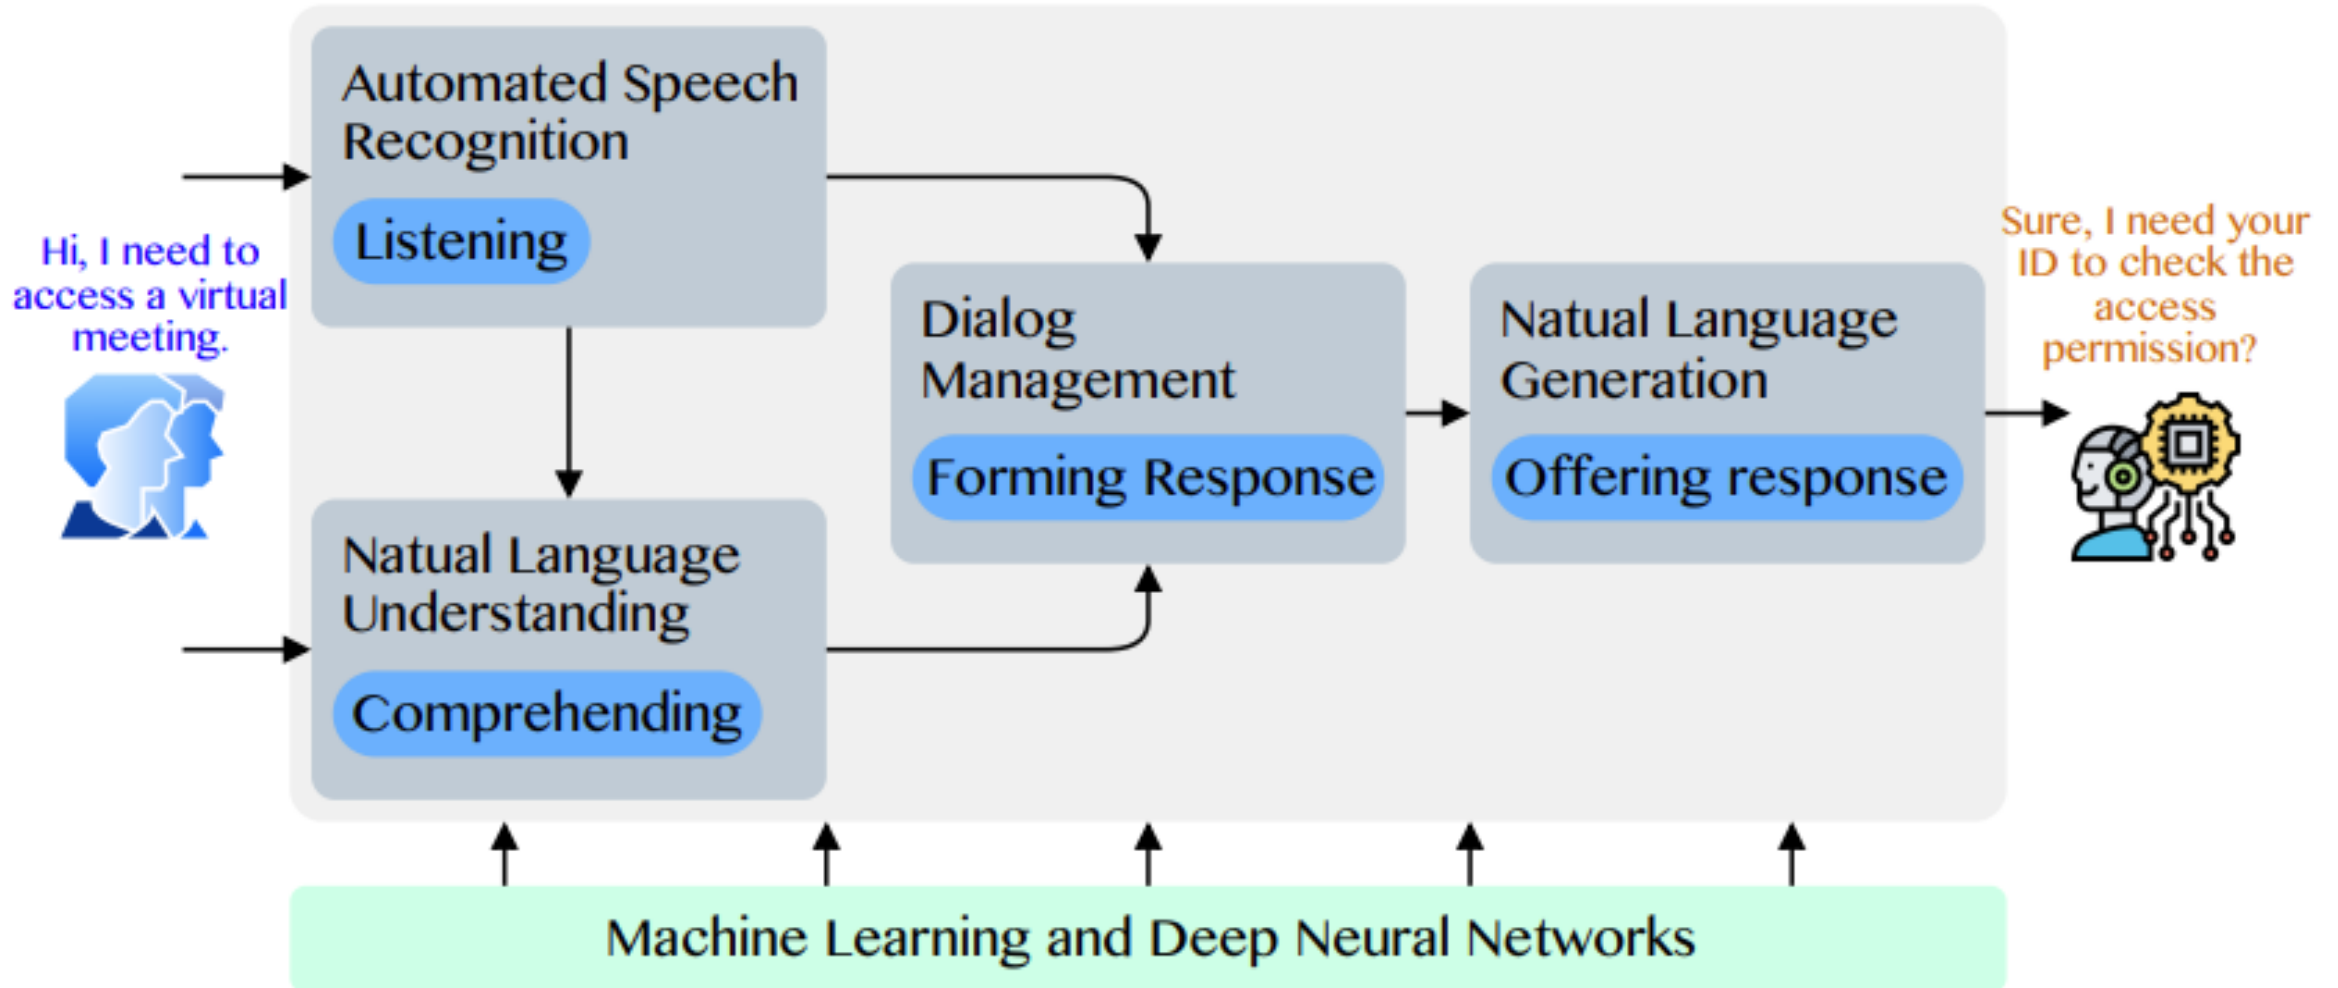 Hi, I need to
access a virtual
meeting.
Automated Speech
Recognition
Listening
Natual Language
Understanding
Comprehending
Dialog
Management
Forming Response
Natual Language
Generation
Offering response
Sure, I need your
ID to check the
access
permission?
Machine Learning and Deep Neural Networks